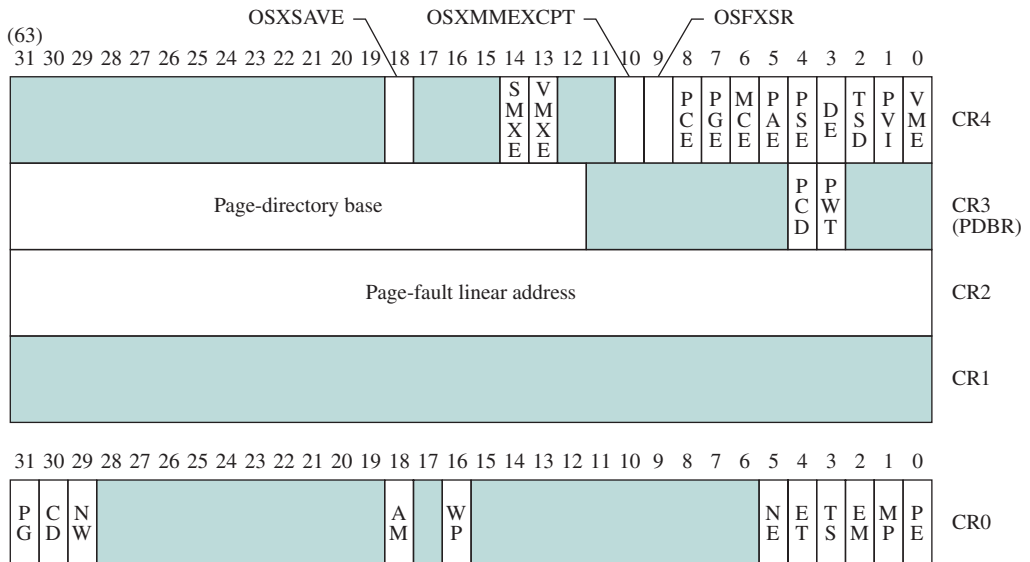 OSXSAVE OSXMMEXCPT OSFXSR
(63)
31 30 29 28 27 26 25 24 23 22 21 20 19 18 17 16 15 14 13 12 11 10 9 8 7 6 5 4 3 2 1 0
SMXE VMXE PCE PGE MCE PAE PSE DE TSD PVI VME CR4
Page-directory base PCD PWT CR3
(PDBR)
Page-fault linear address CR2
CR1
31 30 29 28 27 26 25 24 23 22 21 20 19 18 17 16 15 14 13 12 11 10 9 8 7 6 5 4 3 2 1 0
PG CD NW AM WP NE ET TS EM MP PE CR0